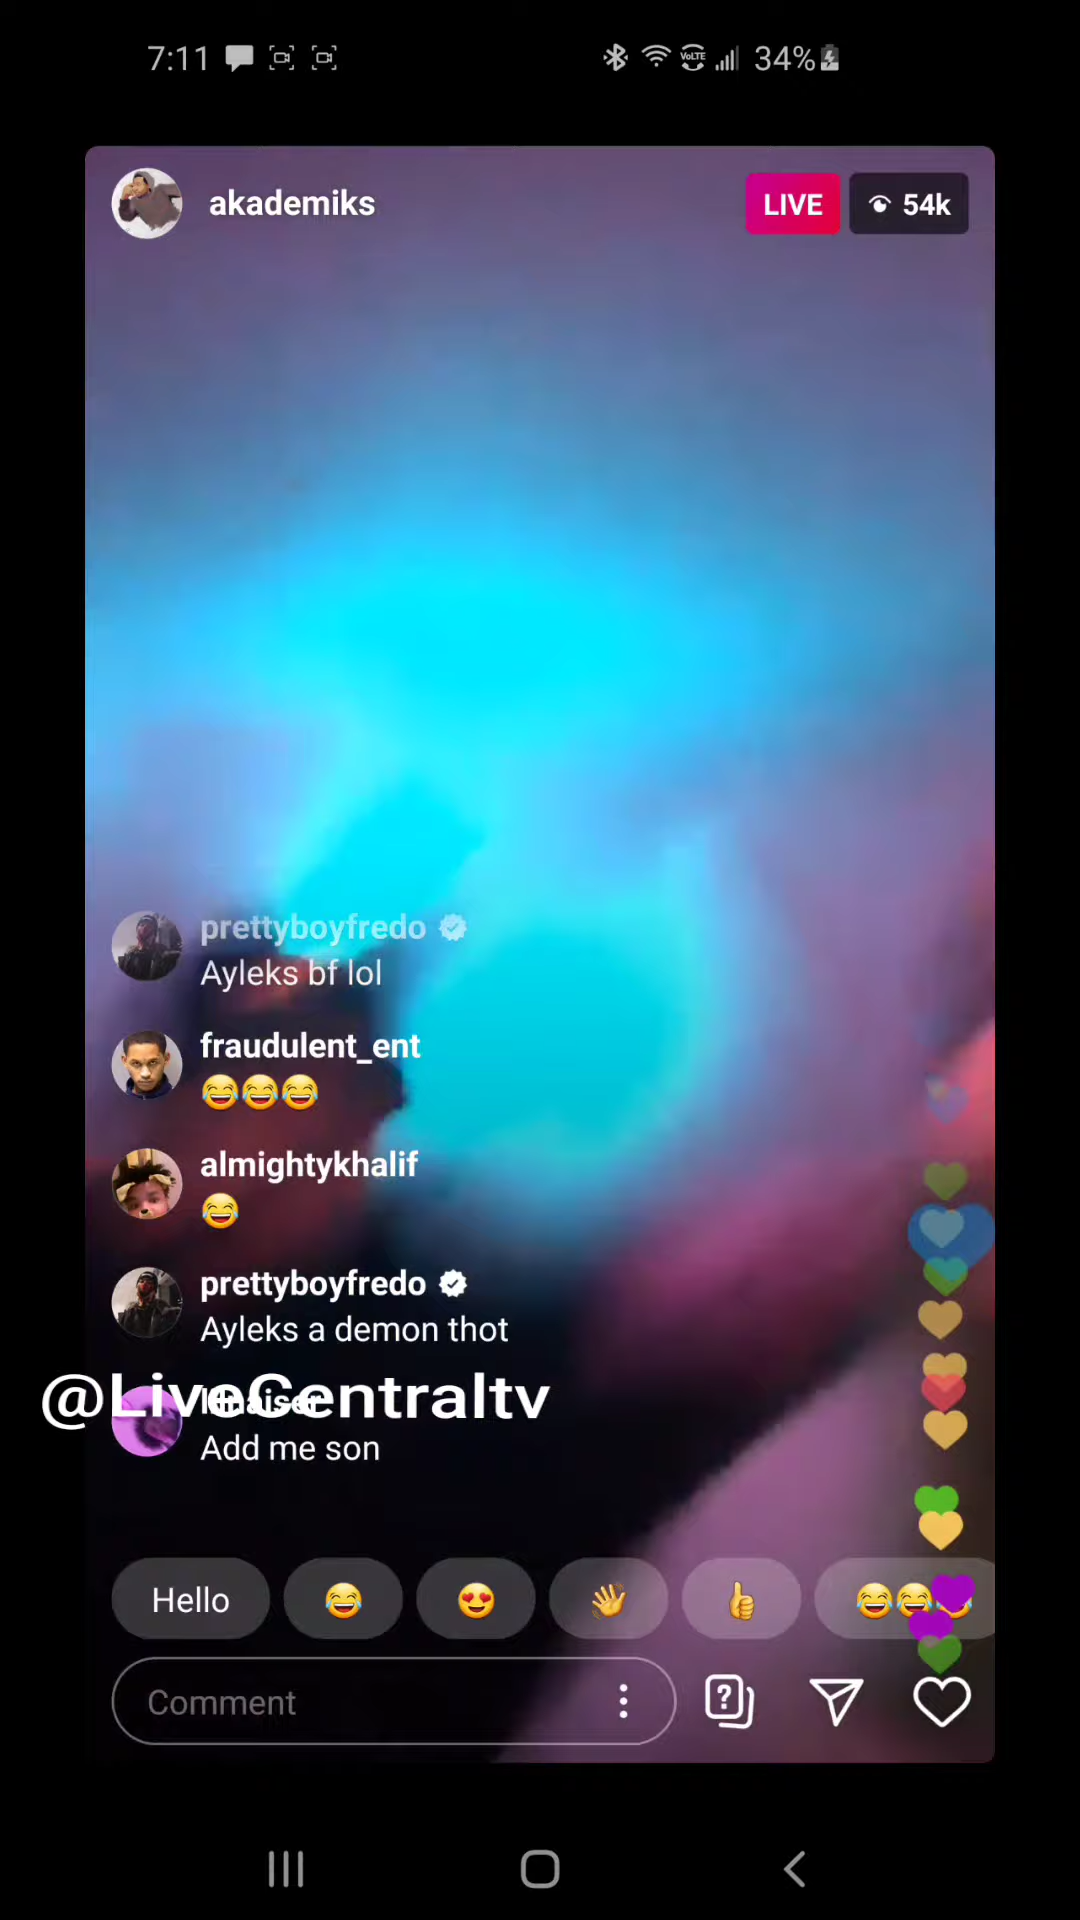 7:11
VoLTE
34%
akademiks
LIVE
54k
prettyboyfredo
Ayleks bf lol
fraudulent_ent
😂😂😂
almightykhalif
😂
prettyboyfredo
Ayleks a demon thot
@LiveCentraltv
Add me son
Hello
Comment